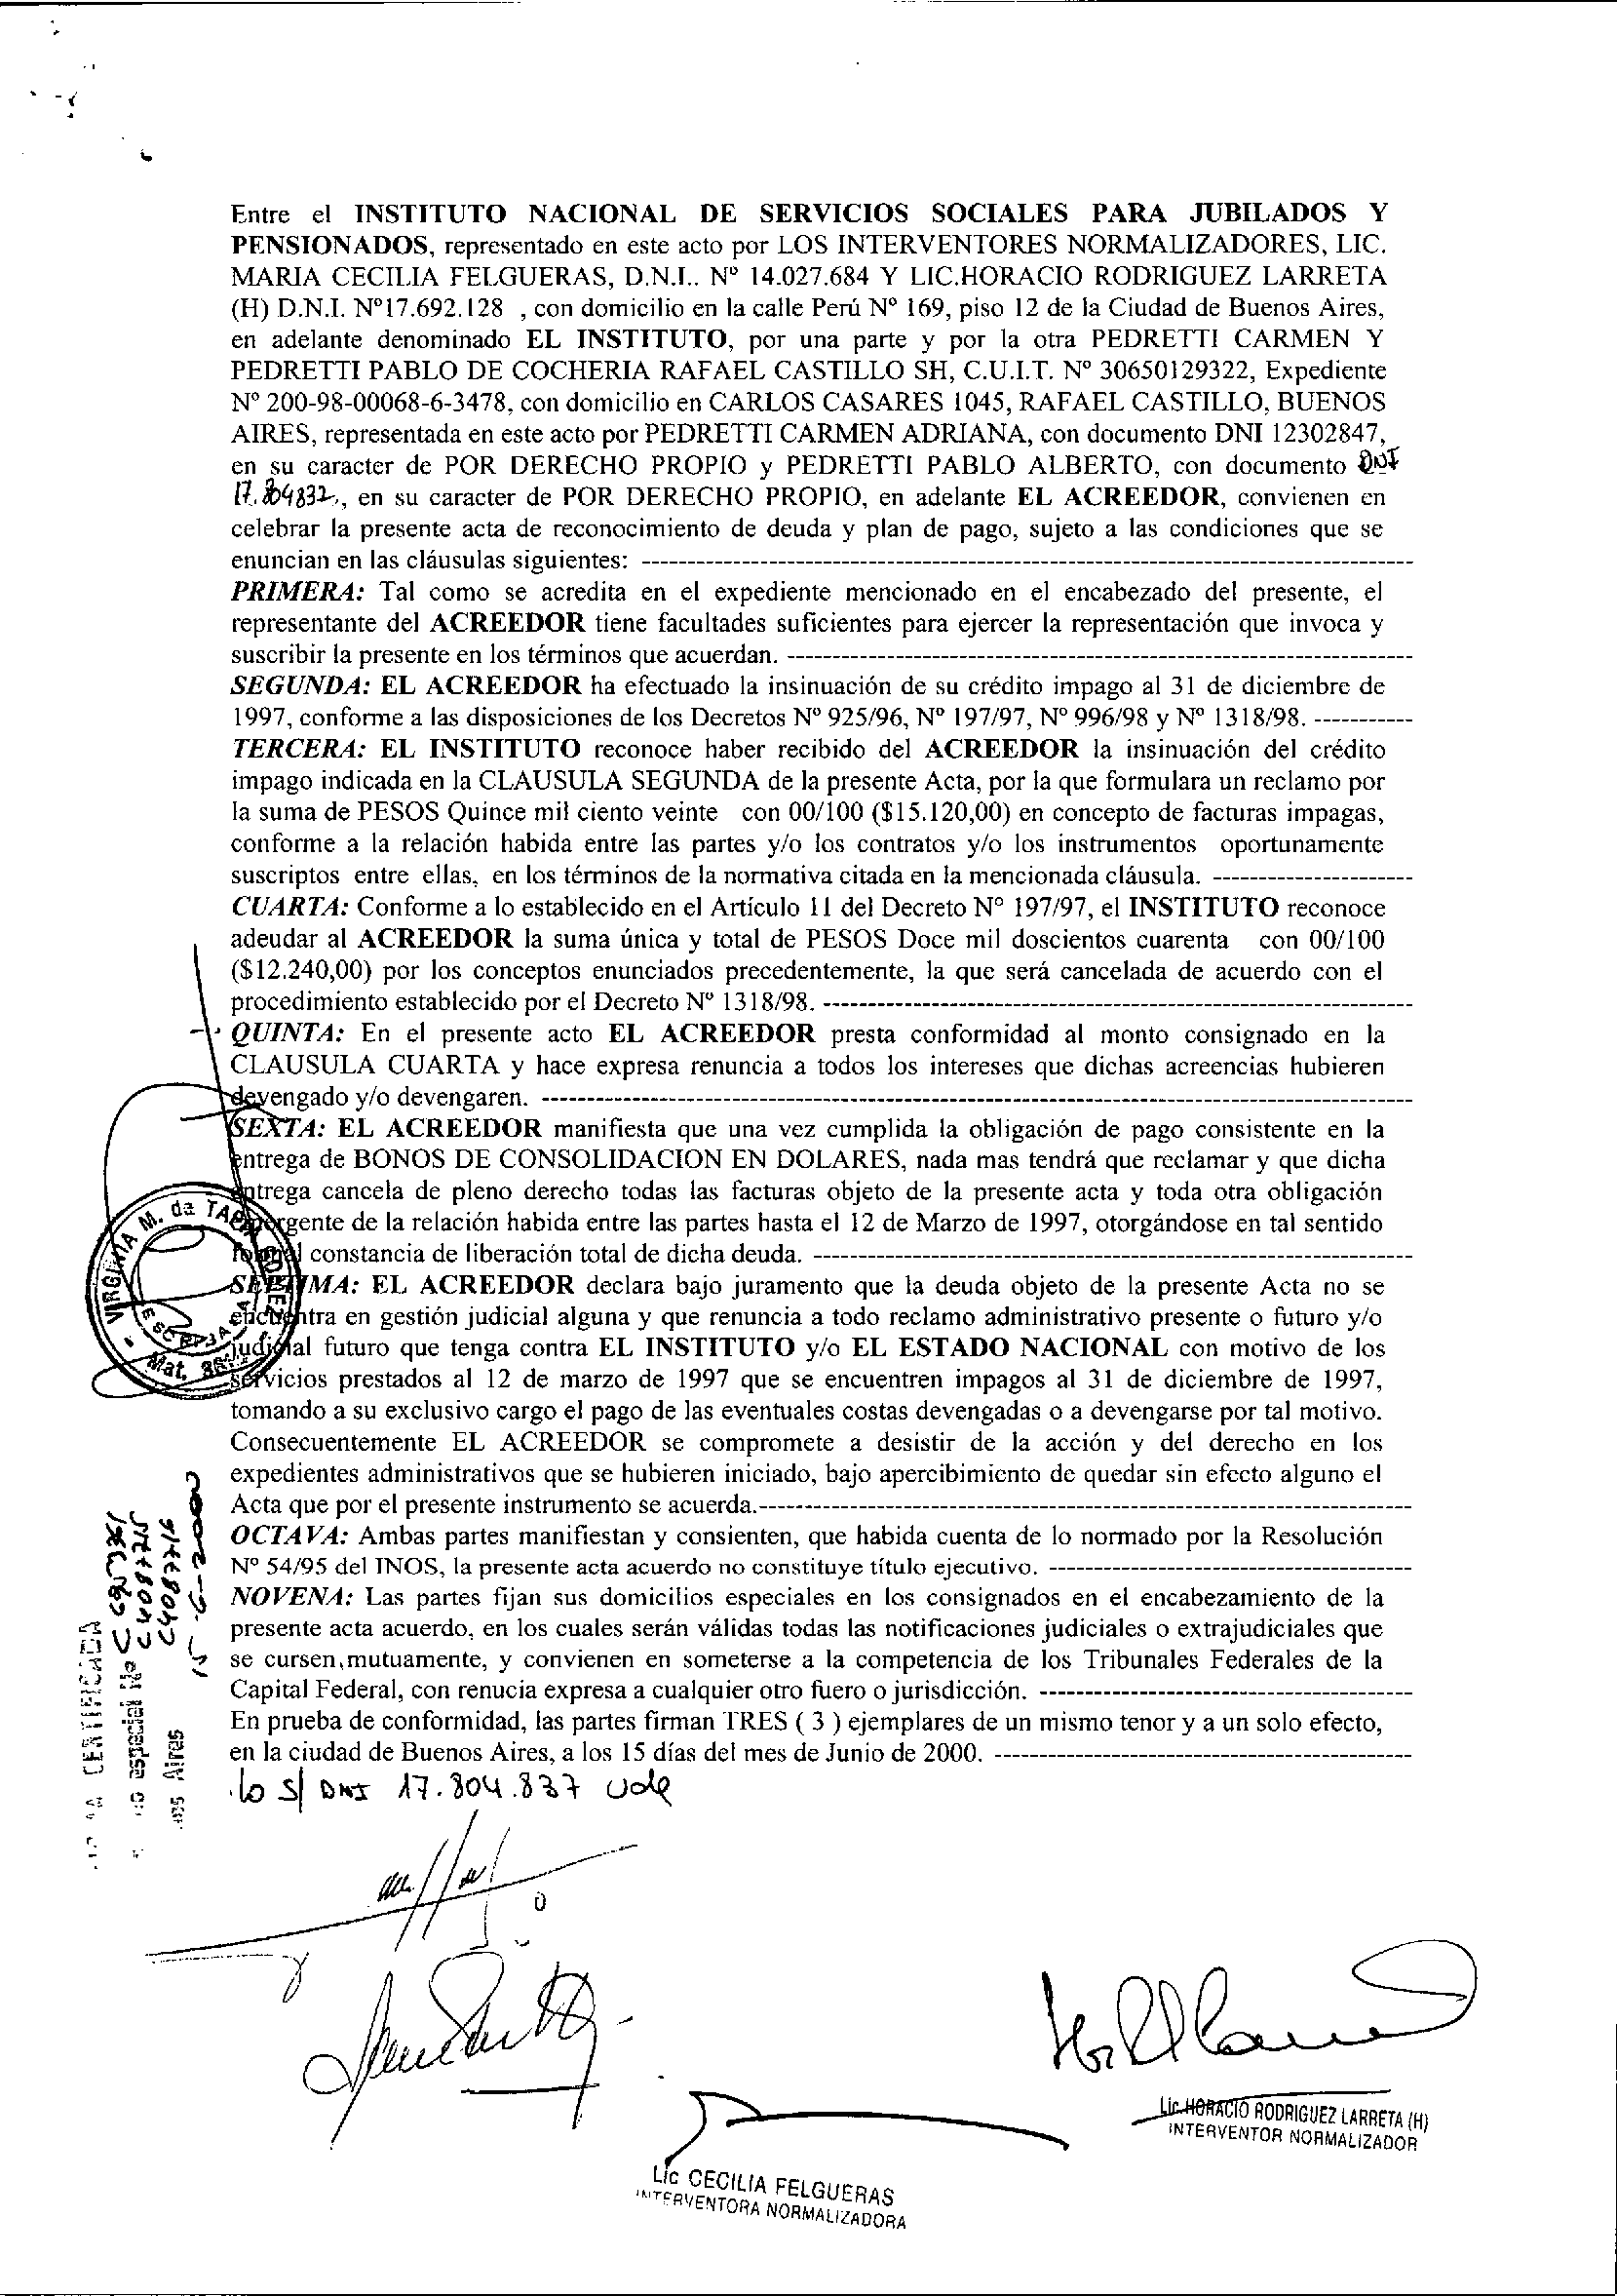 Entre el INSTITUTO NACIONAL DE SERVICIOS SOCIALES PARA JUBILADOS Y
PENSIONADOS, representado en este acto por LOS INTERVENTORES NORMALIZADORES, LIC.
MARIA CECILIA FELGUERAS, D.N.I.. Nº 14.027.684 Y LIC.HORACIO RODRIGUEZ LARRETA
(H) D.N.I. Nº17.692.128 , con domicilio en la calle Perú Nº 169, piso 12 de la Ciudad de Buenos Aires,
en adelante denominado EL INSTITUTO, por una parte y por la otra PEDRETTI CARMEN Y
PEDRETTI PABLO DE COCHERIA RAFAEL CASTILLO SH, C.U.I.T. Nº 30650129322, Expediente
Nº 200-98-00068-6-3478, con domicilio en CARLOS CASARES 1045, RAFAEL CASTILLO, BUENOS
AIRES, representada en este acto por PEDRETTI CARMEN ADRIANA, con documento DNI 12302847,
en su caracter de POR DERECHO PROPIO y PEDRETTI PABLO ALBERTO, con documento DNI
, en su caracter de POR DERECHO PROPIO, en adelante EL ACREEDOR, convienen en
celebrar la presente acta de reconocimiento de deuda y plan de pago, sujeto a las condiciones que se
enuncian en las cláusulas siguientes: ---
PRIMERA: Tal como se acredita en el expediente mencionado en el encabezado del presente, el
representante del ACREEDOR tiene facultades suficientes para ejercer la representación que invoca y
suscribir la presente en los términos que acuerdan. ---
SEGUNDA: EL ACREEDOR ha efectuado la insinuación de su crédito impago al 31 de diciembre de
1997, conforme a las disposiciones de los Decretos Nº 925/96, Nº 197/97, Nº 996/98 y Nº 1318/98. ---
TERCERA: EL INSTITUTO reconoce haber recibido del ACREEDOR la insinuación del crédito
impago indicada en la CLAUSULA SEGUNDA de la presente Acta, por la que formulara un reclamo por
la suma de PESOS Quince mil ciento veinte con 00/100 ($15.120,00) en concepto de facturas impagas,
conforme a la relación habida entre las partes y/o los contratos y/o los instrumentos oportunamente
suscriptos entre ellas, en los términos de la normativa citada en la mencionada cláusula. ---
CUARTA: Conforme a lo establecido en el Artículo 11 del Decreto Nº 197/97, el INSTITUTO reconoce
adeudar al ACREEDOR la suma única y total de PESOS Doce mil doscientos cuarenta con 00/100
($12.240,00) por los conceptos enunciados precedentemente, la que será cancelada de acuerdo con el
procedimiento establecido por el Decreto Nº 1318/98. ---
QUINTA: En el presente acto EL ACREEDOR presta conformidad al monto consignado en la
CLAUSULA CUARTA y hace expresa renuncia a todos los intereses que dichas acreencias hubieren
devengado y/o devengaren. ---
SEXTA: EL ACREEDOR manifiesta que una vez cumplida la obligación de pago consistente en la
entrega de BONOS DE CONSOLIDACION EN DOLARES, nada mas tendrá que reclamar y que dicha
entrega cancela de pleno derecho todas las facturas objeto de la presente acta y toda otra obligación
emergente de la relación habida entre las partes hasta el 12 de Marzo de 1997, otorgándose en tal sentido
formal constancia de liberación total de dicha deuda. ---
SEPTIMA: EL ACREEDOR declara bajo juramento que la deuda objeto de la presente Acta no se
encuentra en gestión judicial alguna y que renuncia a todo reclamo administrativo presente o futuro y/o
judicial futuro que tenga contra EL INSTITUTO y/o EL ESTADO NACIONAL con motivo de los
servicios prestados al 12 de marzo de 1997 que se encuentren impagos al 31 de diciembre de 1997,
tomando a su exclusivo cargo el pago de las eventuales costas devengadas o a devengarse por tal motivo.
Consecuentemente EL ACREEDOR se compromete a desistir de la acción y del derecho en los
expedientes administrativos que se hubieren iniciado, bajo apercibimiento de quedar sin efecto alguno el
Acta que por el presente instrumento se acuerda.---
OCTAVA: Ambas partes manifiestan y consienten, que habida cuenta de lo normado por la Resolución
Nº 54/95 del INOS, la presente acta acuerdo no constituye título ejecutivo. ---
NOVENA: Las partes fijan sus domicilios especiales en los consignados en el encabezamiento de la
presente acta acuerdo, en los cuales serán válidas todas las notificaciones judiciales o extrajudiciales que
se cursen,mutuamente, y convienen en someterse a la competencia de los Tribunales Federales de la
Capital Federal, con renucia expresa a cualquier otro fuero o jurisdicción. ---
En prueba de conformidad, las partes firman TRES ( 3 ) ejemplares de un mismo tenor y a un solo efecto,
en la ciudad de Buenos Aires, a los 15 días del mes de Junio de 2000. ---
lo s/ DNI 17.804.837 vale
VIRGINIA M. da
ESCRIBANA
Mat.
CERTIFICADA
especial No
Aires
Lic HORACIO RODRIGUEZ LARRETA (H)
INTERVENTOR NORMALIZADOR
Lic CECILIA FELGUERAS
INTERVENTORA NORMALIZADORA